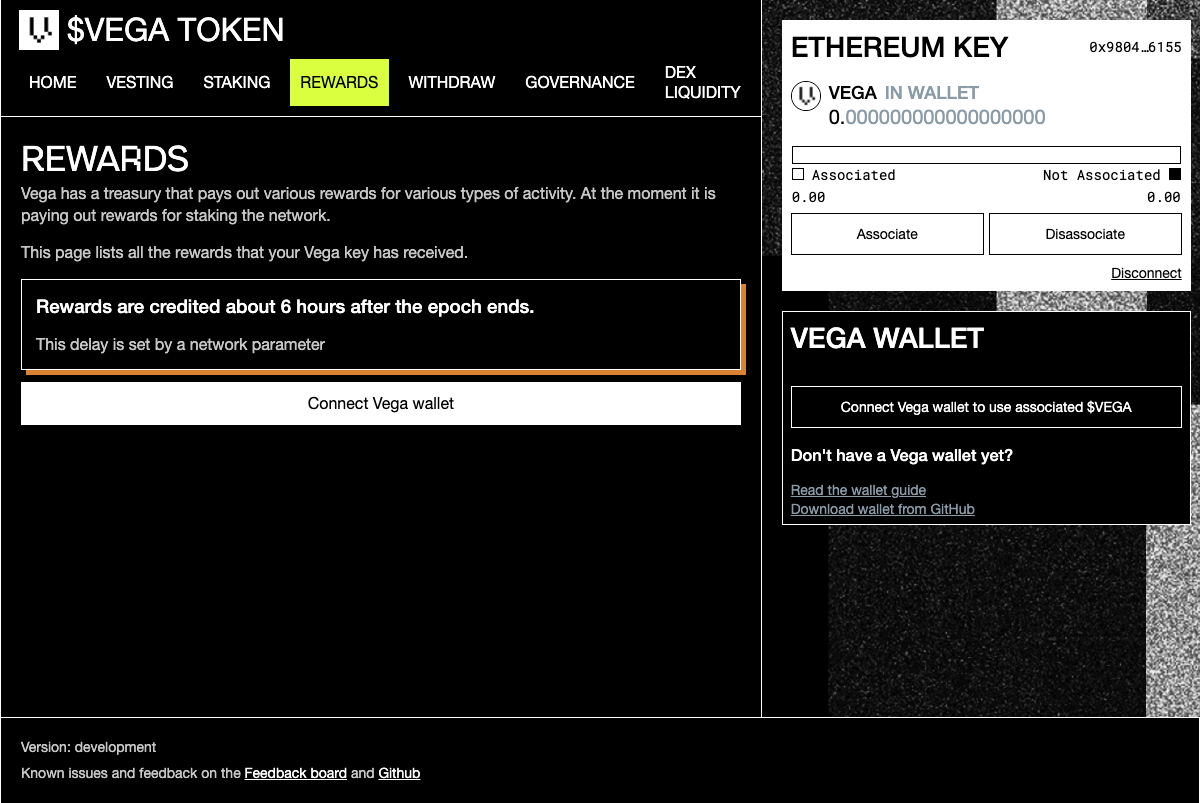 $VEGA TOKEN
HOME VESTING STAKING REWARDS WITHDRAW GOVERNANCE DEX LIQUIDITY
REWARDS
Vega has a treasury that pays out various rewards for various types of activity. At the moment it is
paying out rewards for staking the network.
This page lists all the rewards that your Vega key has received.
Rewards are credited about 6 hours after the epoch ends.
This delay is set by a network parameter
Connect Vega wallet
ETHEREUM KEY 0x9804…6155
VEGA IN WALLET
0.000000000000000000
Associated Not Associated
0.00 0.00
Associate Disassociate
Disconnect
VEGA WALLET
Connect Vega wallet to use associated $VEGA
Don't have a Vega wallet yet?
Read the wallet guide
Download wallet from GitHub
Version: development
Known issues and feedback on the Feedback board and Github